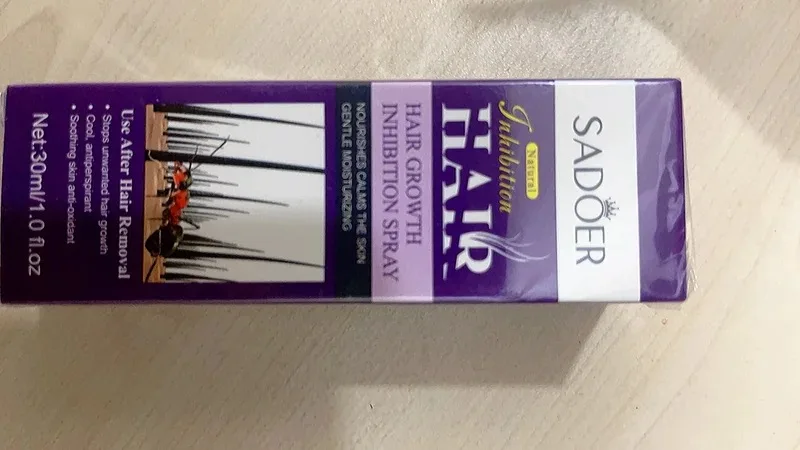 SADOER
Natural
Inhibition
HAIR
HAIR GROWTH
INHIBITION SPRAY
NOURISHES CALMS THE SKIN
GENTLE MOISTURIZING
Use After Hair Removal
• Stops unwanted hair growth
• Cool, antiperspirant
• Soothing skin anti-oxidant
Net:30ml/1.0 fl.oz